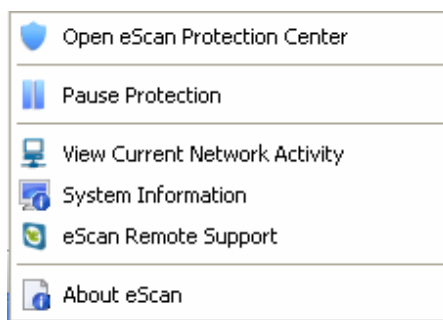 Open eScan Protection Center
Pause Protection
View Current Network Activity
System Information
eScan Remote Support
About eScan